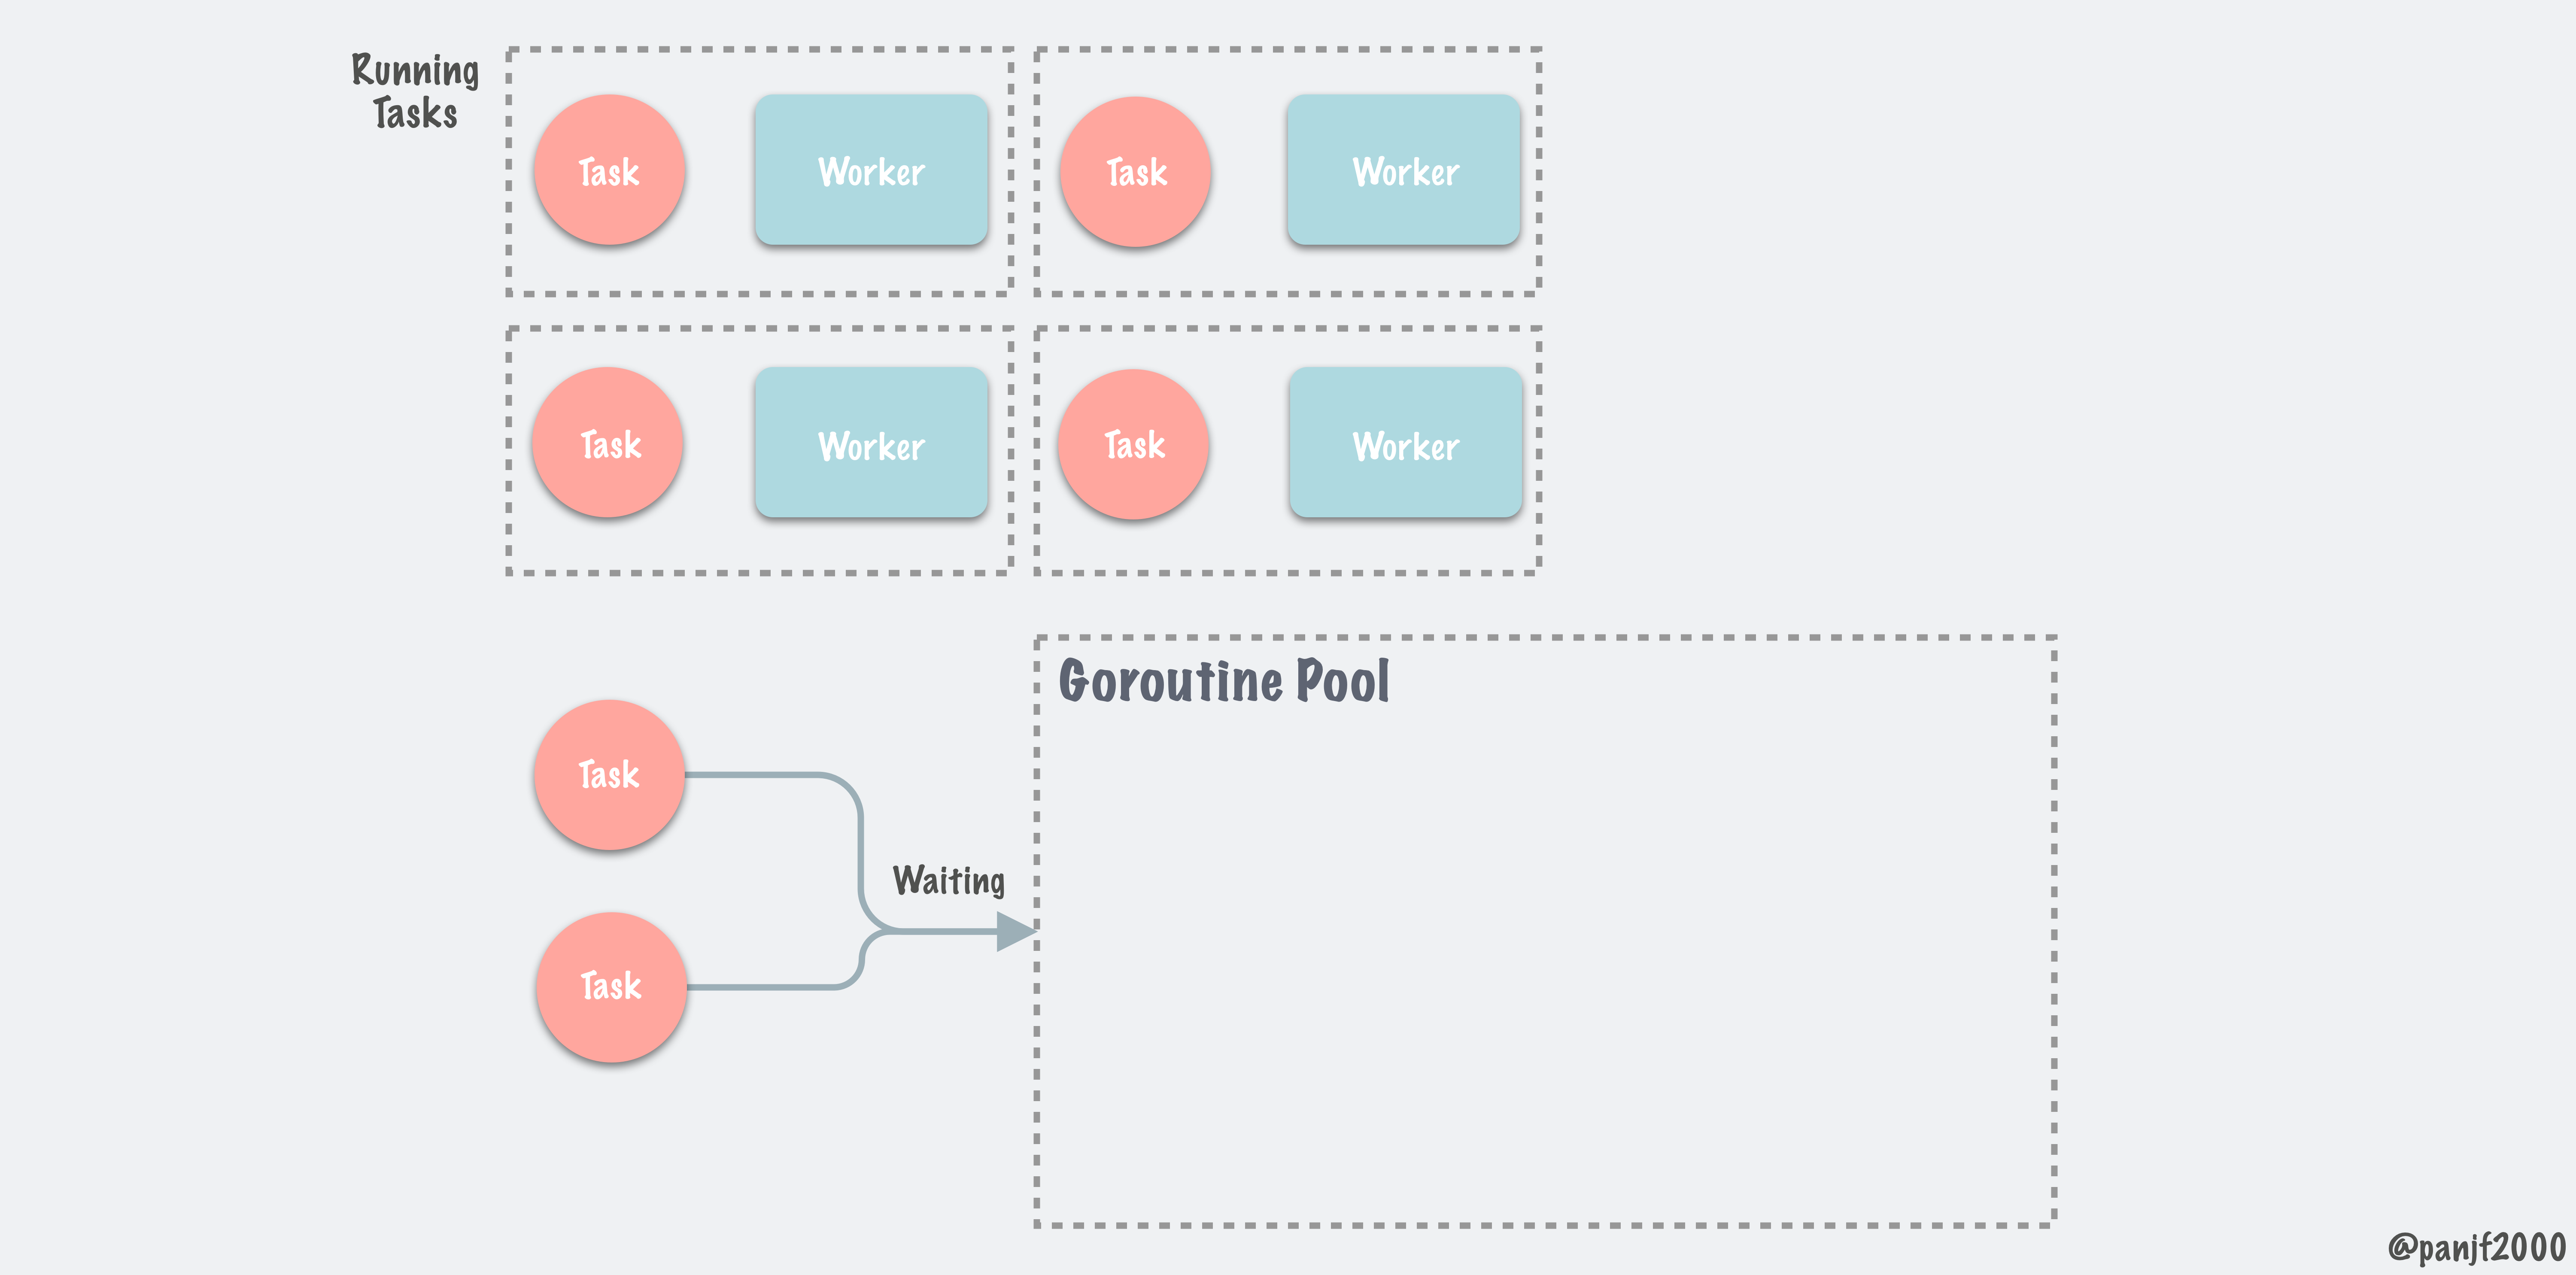 Running
Tasks
Task
Worker
Task
Worker
Task
Worker
Task
Worker
Goroutine Pool
Task
Waiting
Task
@panjf2000